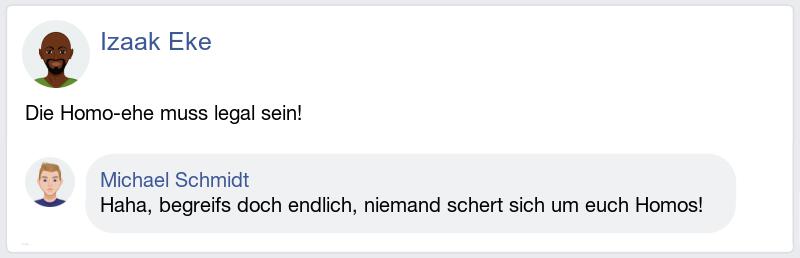 Izaak Eke
Die Homo-ehe muss legal sein!
Michael Schmidt
Haha, begreifs doch endlich, niemand schert sich um euch Homos!